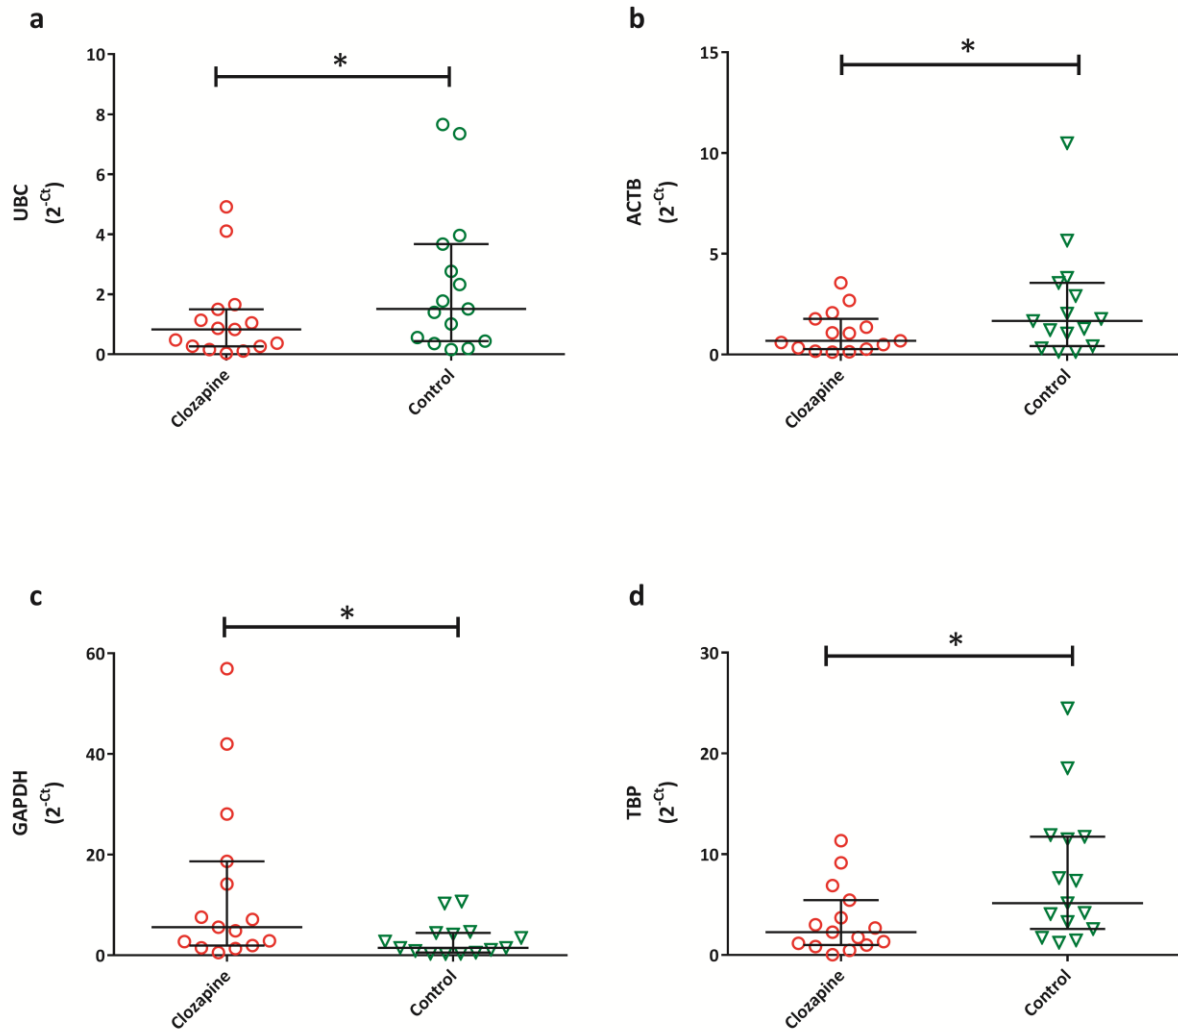 a
*
10
8
6
4
2
0
UBC
(2^-Ct)
Clozapine
Control
b
*
15
10
5
0
ACTB
(2^-Ct)
Clozapine
Control
c
*
60
40
20
0
GAPDH
(2^-Ct)
Clozapine
Control
d
*
30
20
10
0
TBP
(2^-Ct)
Clozapine
Control